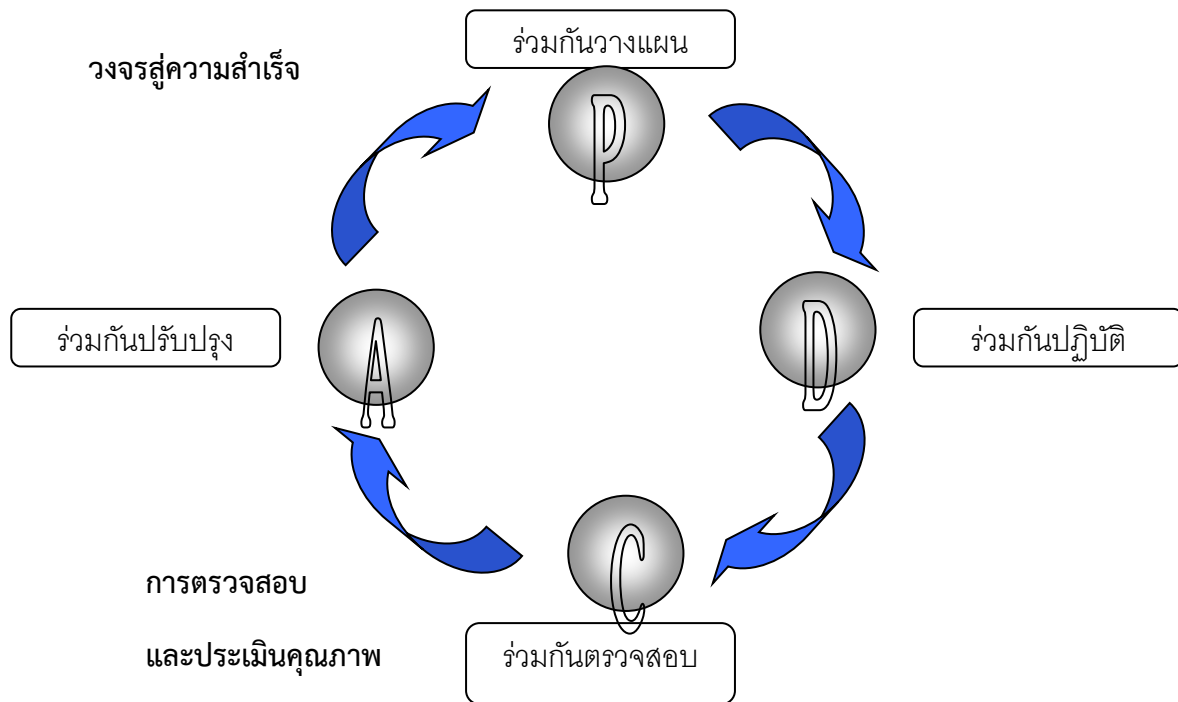 ร่วมกันวางแผน
วงจรสู่ความสำเร็จ
P
D
ร่วมกันปฏิบัติ
A
ร่วมกันปรับปรุง
C
การตรวจสอบ
และประเมินคุณภาพ
ร่วมกันตรวจสอบ